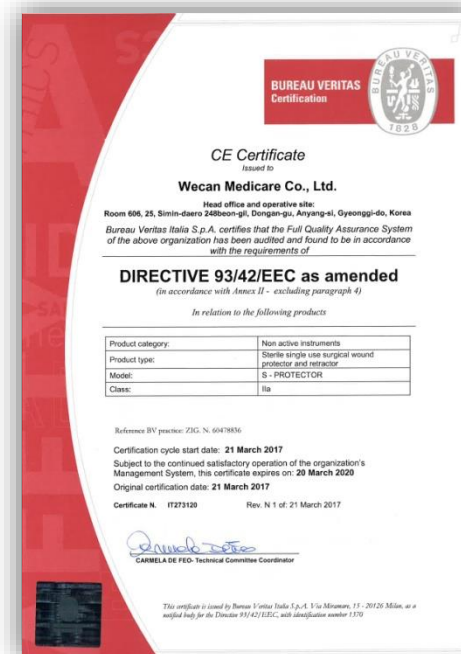 BUREAU VERITAS
Certification
BUREAU VERITAS
1828
CE Certificate
Issued to
Wecan Medicare Co., Ltd.
Head office and operative site:
Room 606, 25, Simin-daero 248beon-gil, Dongan-gu, Anyang-si, Gyeonggi-do, Korea
Bureau Veritas Italia S.p.A. certifies that the Full Quality Assurance System
of the above organization has been audited and found to be in accordance
with the requirements of
DIRECTIVE 93/42/EEC as amended
(in accordance with Annex II - excluding paragraph 4)
In relation to the following products
Product category: Non active instruments
Product type: Sterile single use surgical wound
protector and retractor
Model: S - PROTECTOR
Class: IIa
Reference BV practice: ZIG. N. 60478856
Certification cycle start date: 21 March 2017
Subject to the continued satisfactory operation of the organization's
Management System, this certificate expires on: 20 March 2020
Original certification date: 21 March 2017
Certificate N. IT273120 Rev. N 1 of: 21 March 2017
CARMELA DE FEO- Technical Committee Coordinator
This certificate is issued by Bureau Veritas Italia S.p.A. Via Miramare, 15 - 20126 Milan, as a
notified body for the Directive 93/42/EEC, with identification number 1370